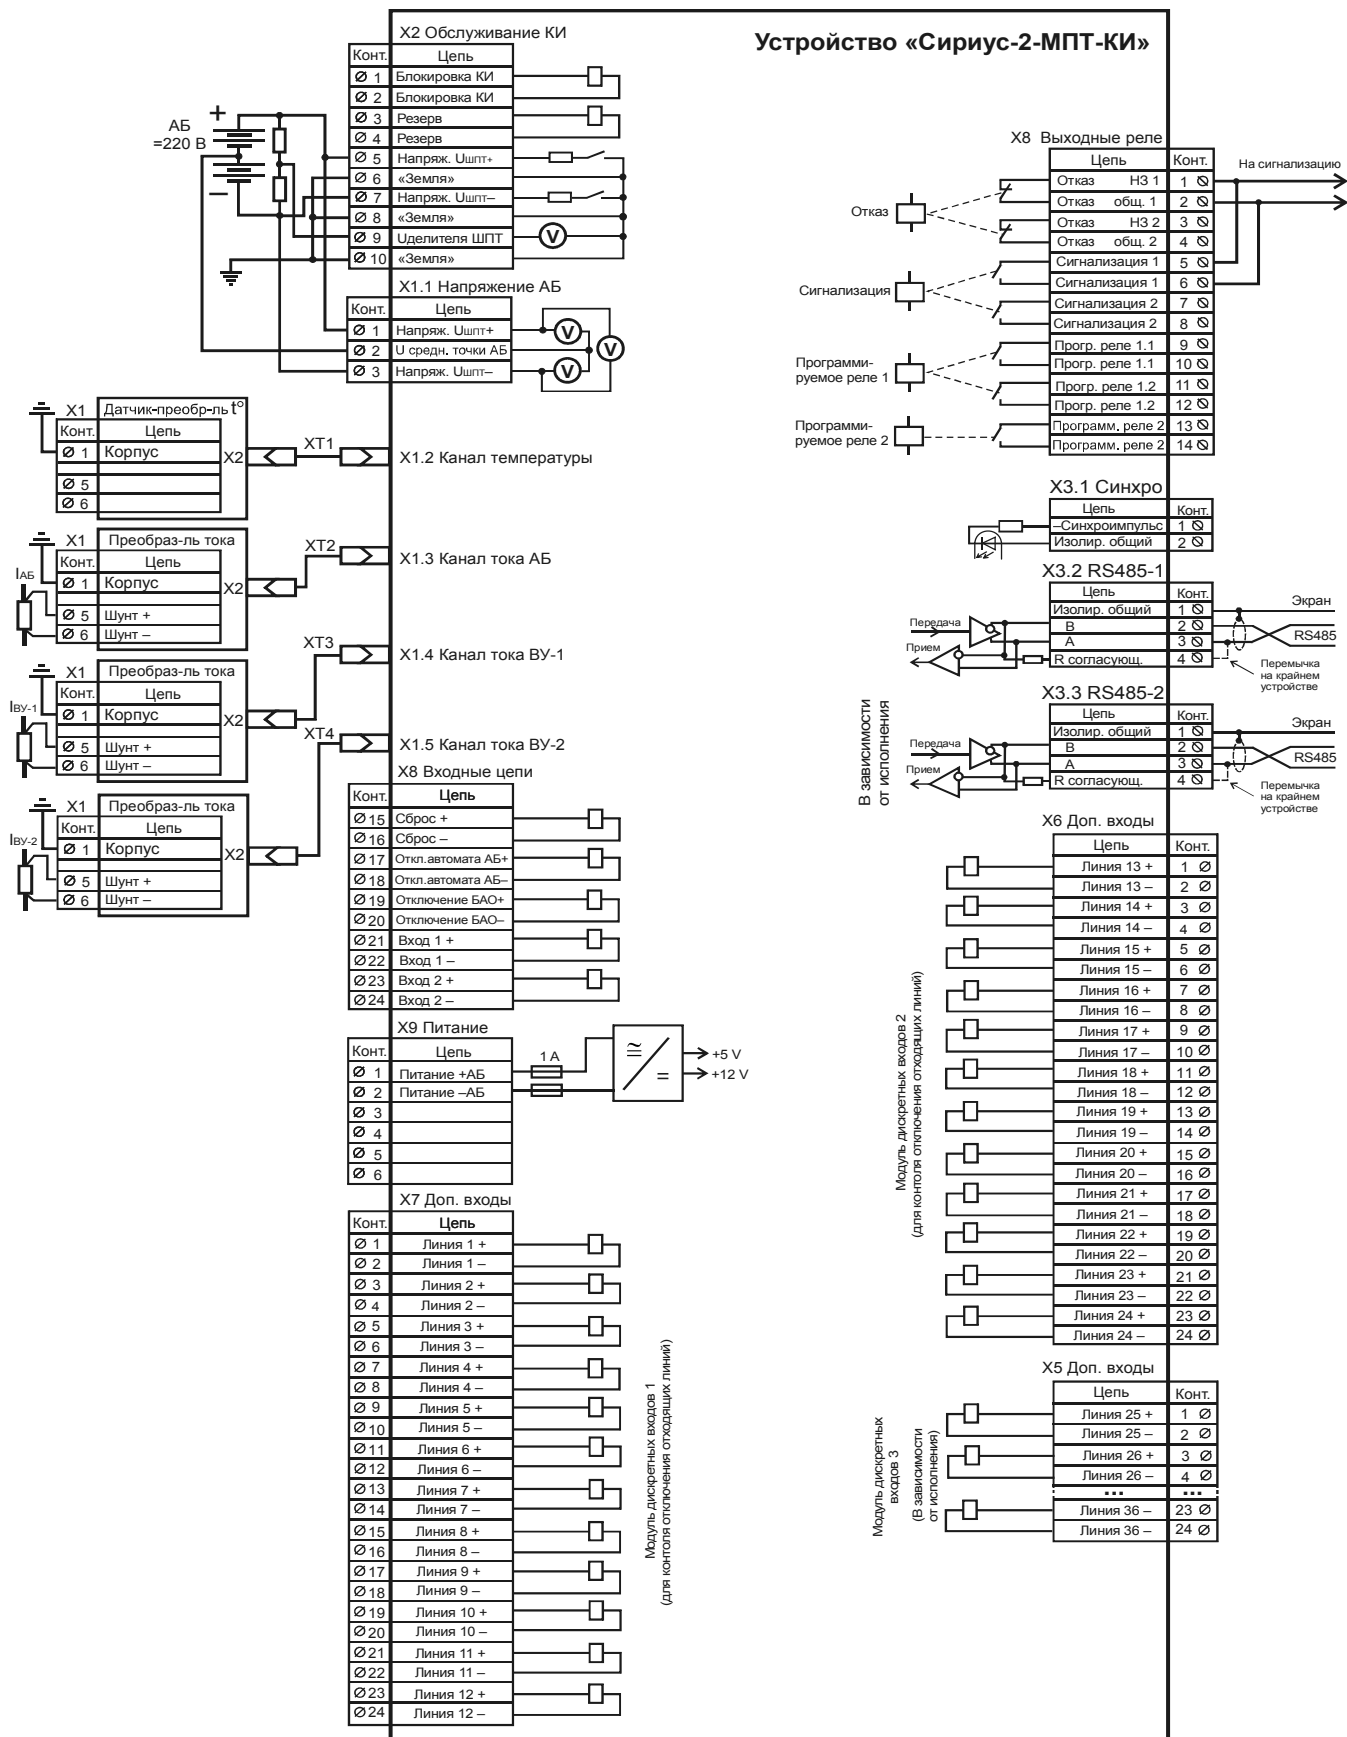 Устройство «Сириус-2-МПТ-КИ»
X2 Обслуживание КИ
Конт. Цепь
1 Блокировка КИ
2 Блокировка КИ
3 Резерв
4 Резерв
5 Напряж. Uшпт+
6 «Земля»
7 Напряж. Uшпт–
8 «Земля»
9 Uделителя ШПТ
10 «Земля»
V
АБ
=220 В
+
–
X1.1 Напряжение АБ
Конт. Цепь
1 Напряж. Uшпт+
2 U средн. точки АБ
3 Напряж. Uшпт–
V
V
V
X1 Датчик-преобр-ль t°
Конт. Цепь
1 Корпус
5
6
X2
XT1
X1.2 Канал температуры
X1 Преобраз-ль тока
Конт. Цепь
1 Корпус
5 Шунт +
6 Шунт –
X2
IАБ
XT2
X1.3 Канал тока АБ
X1 Преобраз-ль тока
Конт. Цепь
1 Корпус
5 Шунт +
6 Шунт –
X2
IВУ-1
XT3
X1.4 Канал тока ВУ-1
X1 Преобраз-ль тока
Конт. Цепь
1 Корпус
5 Шунт +
6 Шунт –
X2
IВУ-2
XT4
X1.5 Канал тока ВУ-2
X8 Входные цепи
Конт. Цепь
15 Сброс +
16 Сброс –
17 Откл.автомата АБ+
18 Откл.автомата АБ–
19 Отключение БАО+
20 Отключение БАО–
21 Вход 1 +
22 Вход 1 –
23 Вход 2 +
24 Вход 2 –
X9 Питание
Конт. Цепь
1 Питание +АБ
2 Питание –АБ
3
4
5
6
1 А
≅
=
+5 V
+12 V
X7 Доп. входы
Конт. Цепь
1 Линия 1 +
2 Линия 1 –
3 Линия 2 +
4 Линия 2 –
5 Линия 3 +
6 Линия 3 –
7 Линия 4 +
8 Линия 4 –
9 Линия 5 +
10 Линия 5 –
11 Линия 6 +
12 Линия 6 –
13 Линия 7 +
14 Линия 7 –
15 Линия 8 +
16 Линия 8 –
17 Линия 9 +
18 Линия 9 –
19 Линия 10 +
20 Линия 10 –
21 Линия 11 +
22 Линия 11 –
23 Линия 12 +
24 Линия 12 –
Модуль дискретных входов 1
(для контоля отключения отходящих линий)
X8 Выходные реле
Цепь Конт.
Отказ НЗ 1 1
Отказ общ. 1 2
Отказ НЗ 2 3
Отказ общ. 2 4
Сигнализация 1 5
Сигнализация 1 6
Сигнализация 2 7
Сигнализация 2 8
Прогр. реле 1.1 9
Прогр. реле 1.1 10
Прогр. реле 1.2 11
Прогр. реле 1.2 12
Программ. реле 2 13
Программ. реле 2 14
На сигнализацию
Отказ
Сигнализация
Программи-
руемое реле 1
Программи-
руемое реле 2
X3.1 Синхро
Цепь Конт.
–Синхроимпульс 1
Изолир. общий 2
X3.2 RS485-1
Цепь Конт.
Изолир. общий 1
B 2
A 3
R согласующ. 4
Передача
Прием
Экран
RS485
Перемычка
на крайнем
устройстве
X3.3 RS485-2
Цепь Конт.
Изолир. общий 1
B 2
A 3
R согласующ. 4
Передача
Прием
Экран
RS485
Перемычка
на крайнем
устройстве
В зависимости
от исполнения
X6 Доп. входы
Цепь Конт.
Линия 13 + 1
Линия 13 – 2
Линия 14 + 3
Линия 14 – 4
Линия 15 + 5
Линия 15 – 6
Линия 16 + 7
Линия 16 – 8
Линия 17 + 9
Линия 17 – 10
Линия 18 + 11
Линия 18 – 12
Линия 19 + 13
Линия 19 – 14
Линия 20 + 15
Линия 20 – 16
Линия 21 + 17
Линия 21 – 18
Линия 22 + 19
Линия 22 – 20
Линия 23 + 21
Линия 23 – 22
Линия 24 + 23
Линия 24 – 24
Модуль дискретных входов 2
(для контоля отключения отходящих линий)
X5 Доп. входы
Цепь Конт.
Линия 25 + 1
Линия 25 – 2
Линия 26 + 3
Линия 26 – 4
... ...
Линия 36 – 23
Линия 36 – 24
Модуль дискретных
входов 3
(В зависимости
от исполнения)